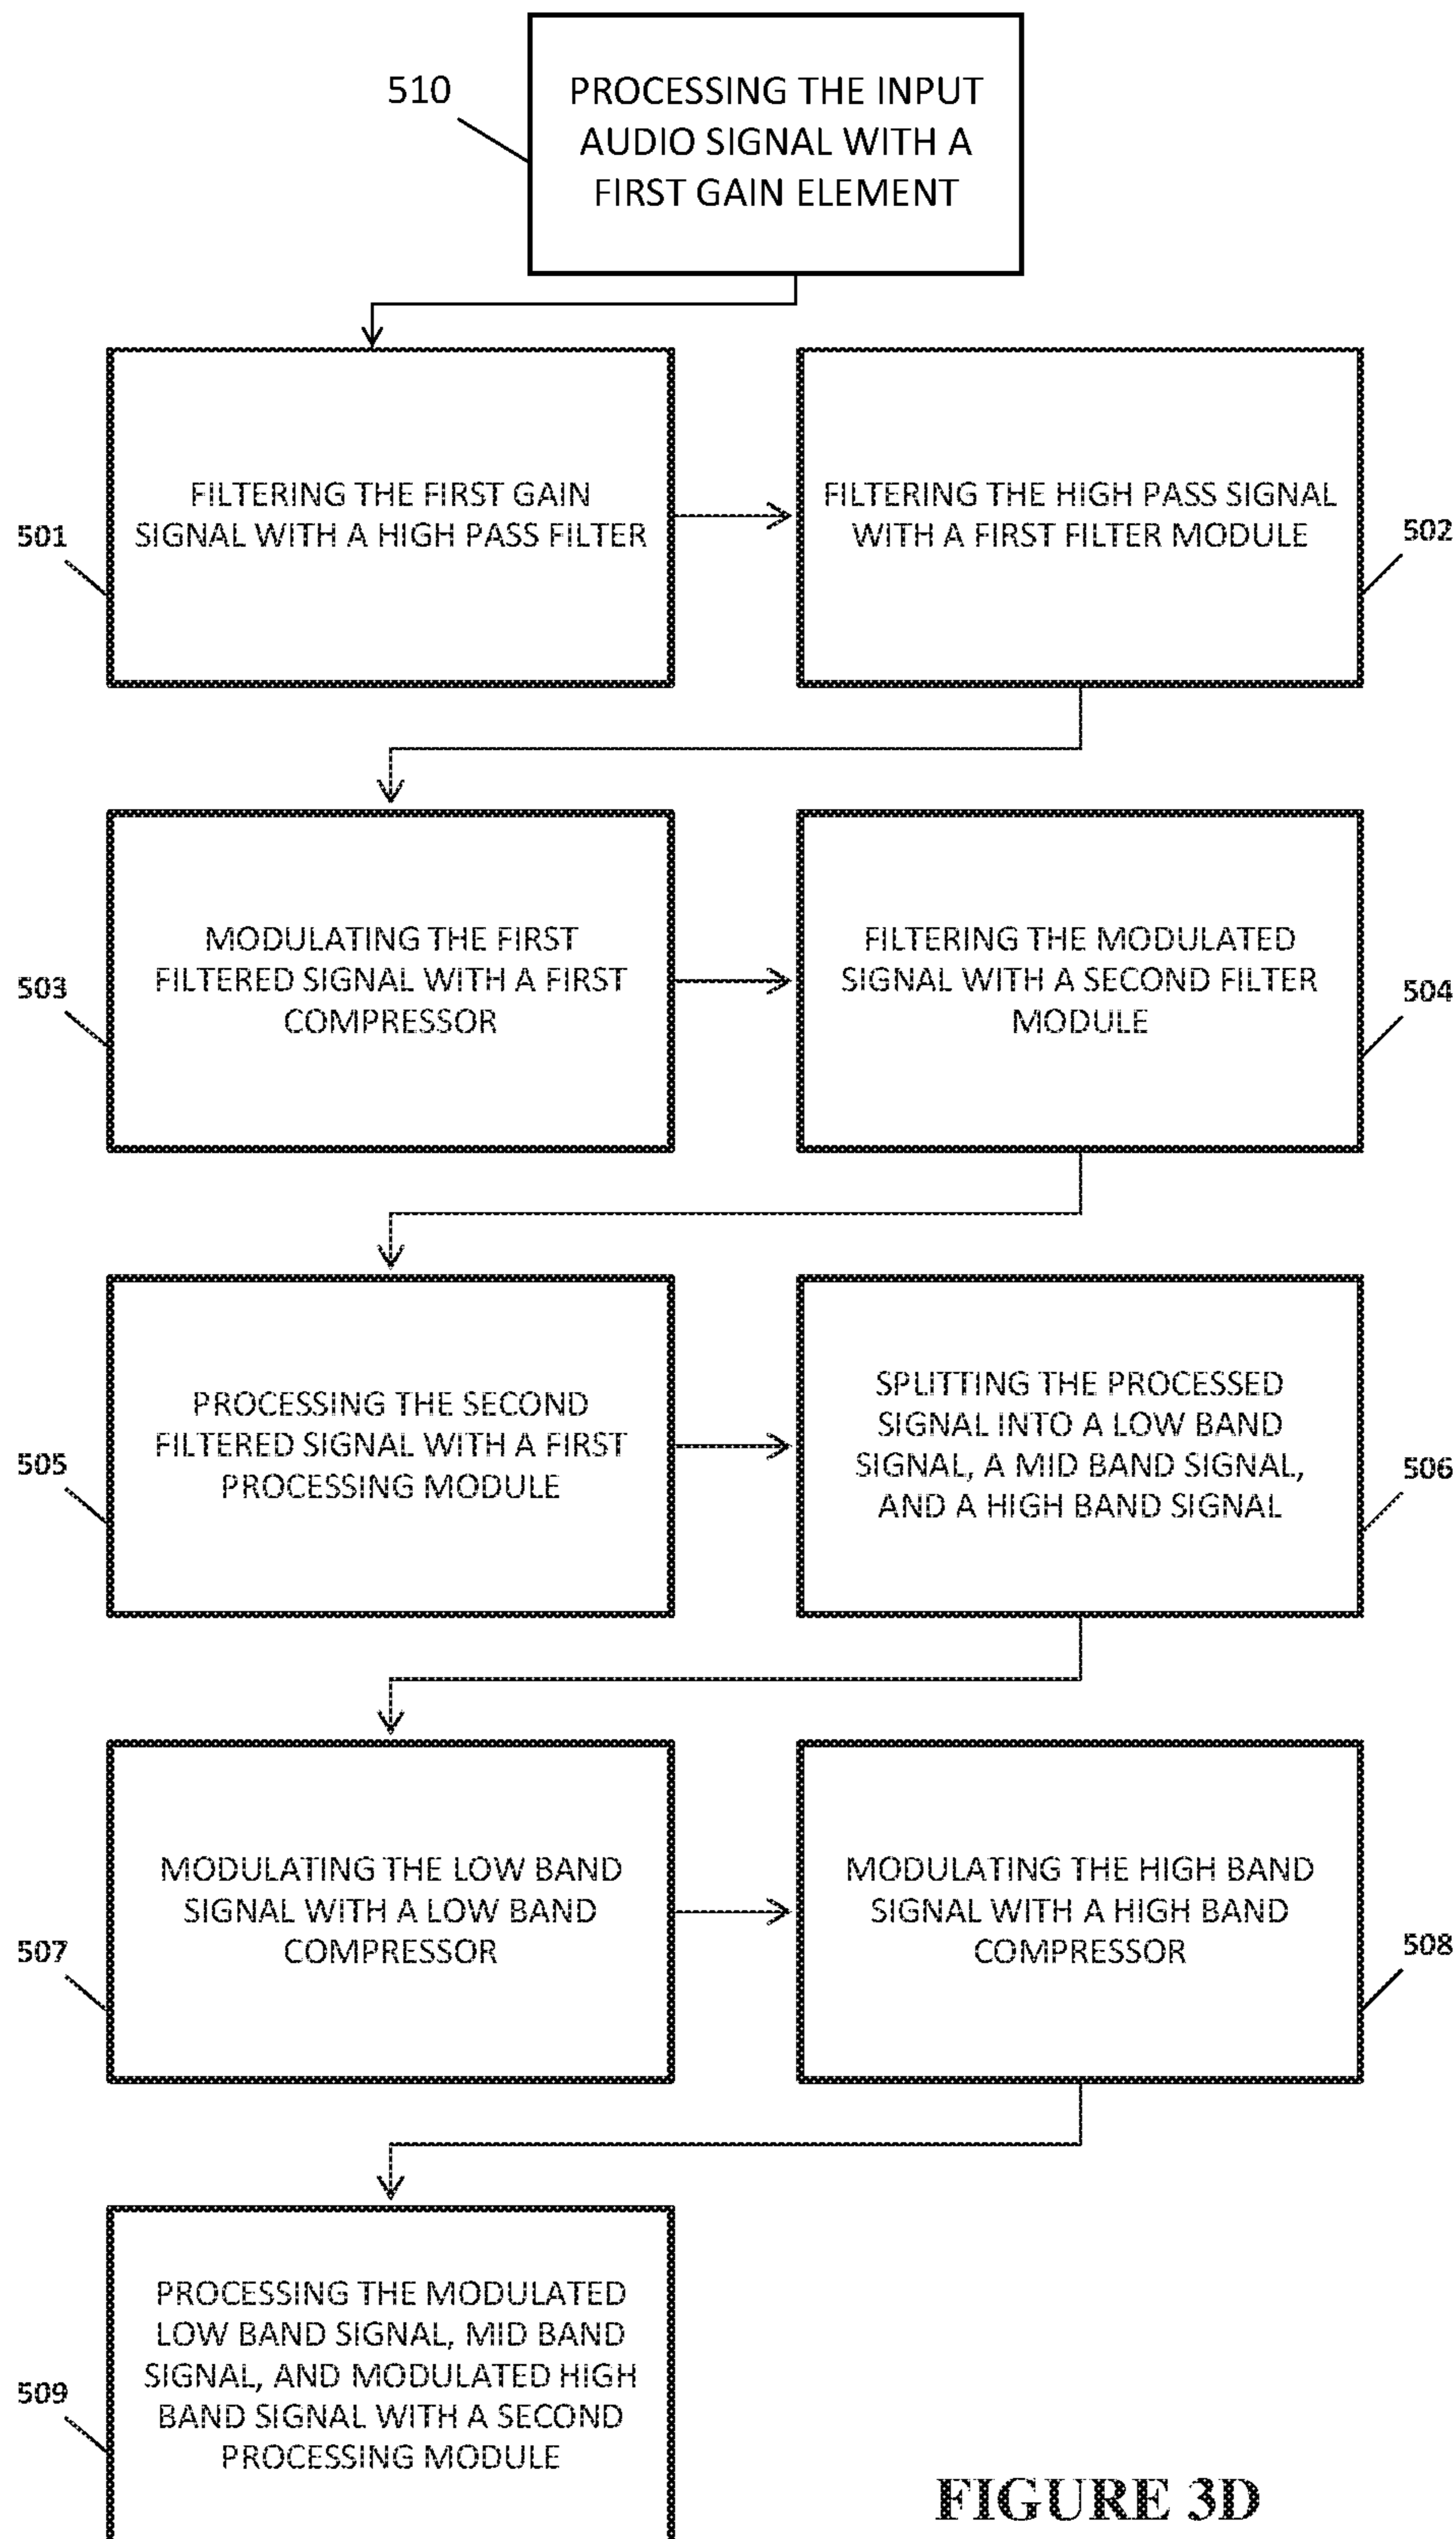 510
PROCESSING THE INPUT
AUDIO SIGNAL WITH A
FIRST GAIN ELEMENT
501
FILTERING THE FIRST GAIN
SIGNAL WITH A HIGH PASS FILTER
FILTERING THE HIGH PASS SIGNAL
WITH A FIRST FILTER MODULE
502
503
MODULATING THE FIRST
FILTERED SIGNAL WITH A FIRST
COMPRESSOR
FILTERING THE MODULATED
SIGNAL WITH A SECOND FILTER
MODULE
504
505
PROCESSING THE SECOND
FILTERED SIGNAL WITH A FIRST
PROCESSING MODULE
SPLITTING THE PROCESSED
SIGNAL INTO A LOW BAND
SIGNAL, A MID BAND SIGNAL,
AND A HIGH BAND SIGNAL
506
507
MODULATING THE LOW BAND
SIGNAL WITH A LOW BAND
COMPRESSOR
MODULATING THE HIGH BAND
SIGNAL WITH A HIGH BAND
COMPRESSOR
508
509
PROCESSING THE MODULATED
LOW BAND SIGNAL, MID BAND
SIGNAL, AND MODULATED HIGH
BAND SIGNAL WITH A SECOND
PROCESSING MODULE
FIGURE 3D